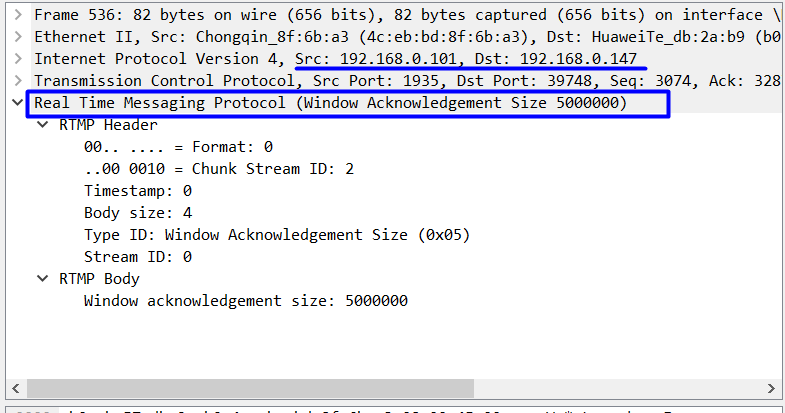 Frame 536: 82 bytes on wire (656 bits), 82 bytes captured (656 bits) on interface \
Ethernet II, Src: Chongqin_8f:6b:a3 (4c:eb:bd:8f:6b:a3), Dst: HuaweiTe_db:2a:b9 (b0
Internet Protocol Version 4, Src: 192.168.0.101, Dst: 192.168.0.147
Transmission Control Protocol, Src Port: 1935, Dst Port: 39748, Seq: 3074, Ack: 328
Real Time Messaging Protocol (Window Acknowledgement Size 5000000)
RTMP Header
00.. .... = Format: 0
..00 0010 = Chunk Stream ID: 2
Timestamp: 0
Body size: 4
Type ID: Window Acknowledgement Size (0x05)
Stream ID: 0
RTMP Body
Window acknowledgement size: 5000000